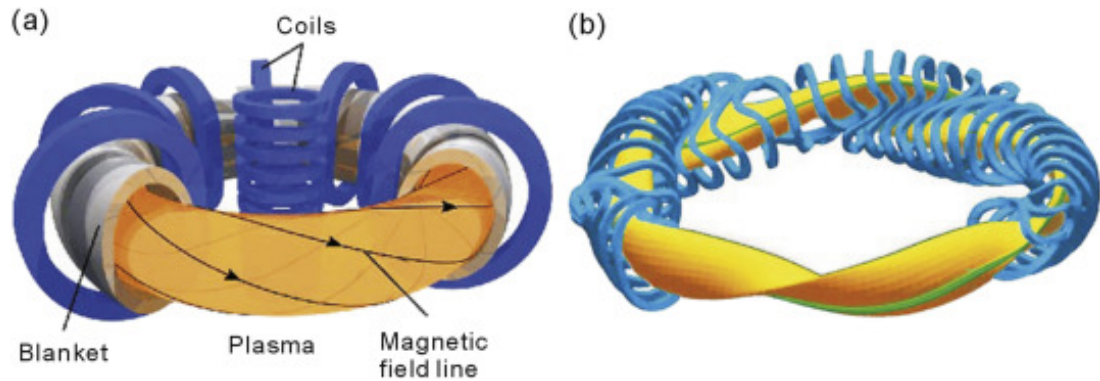 (a)
Coils
(b)
Blanket
Plasma
Magnetic
field line